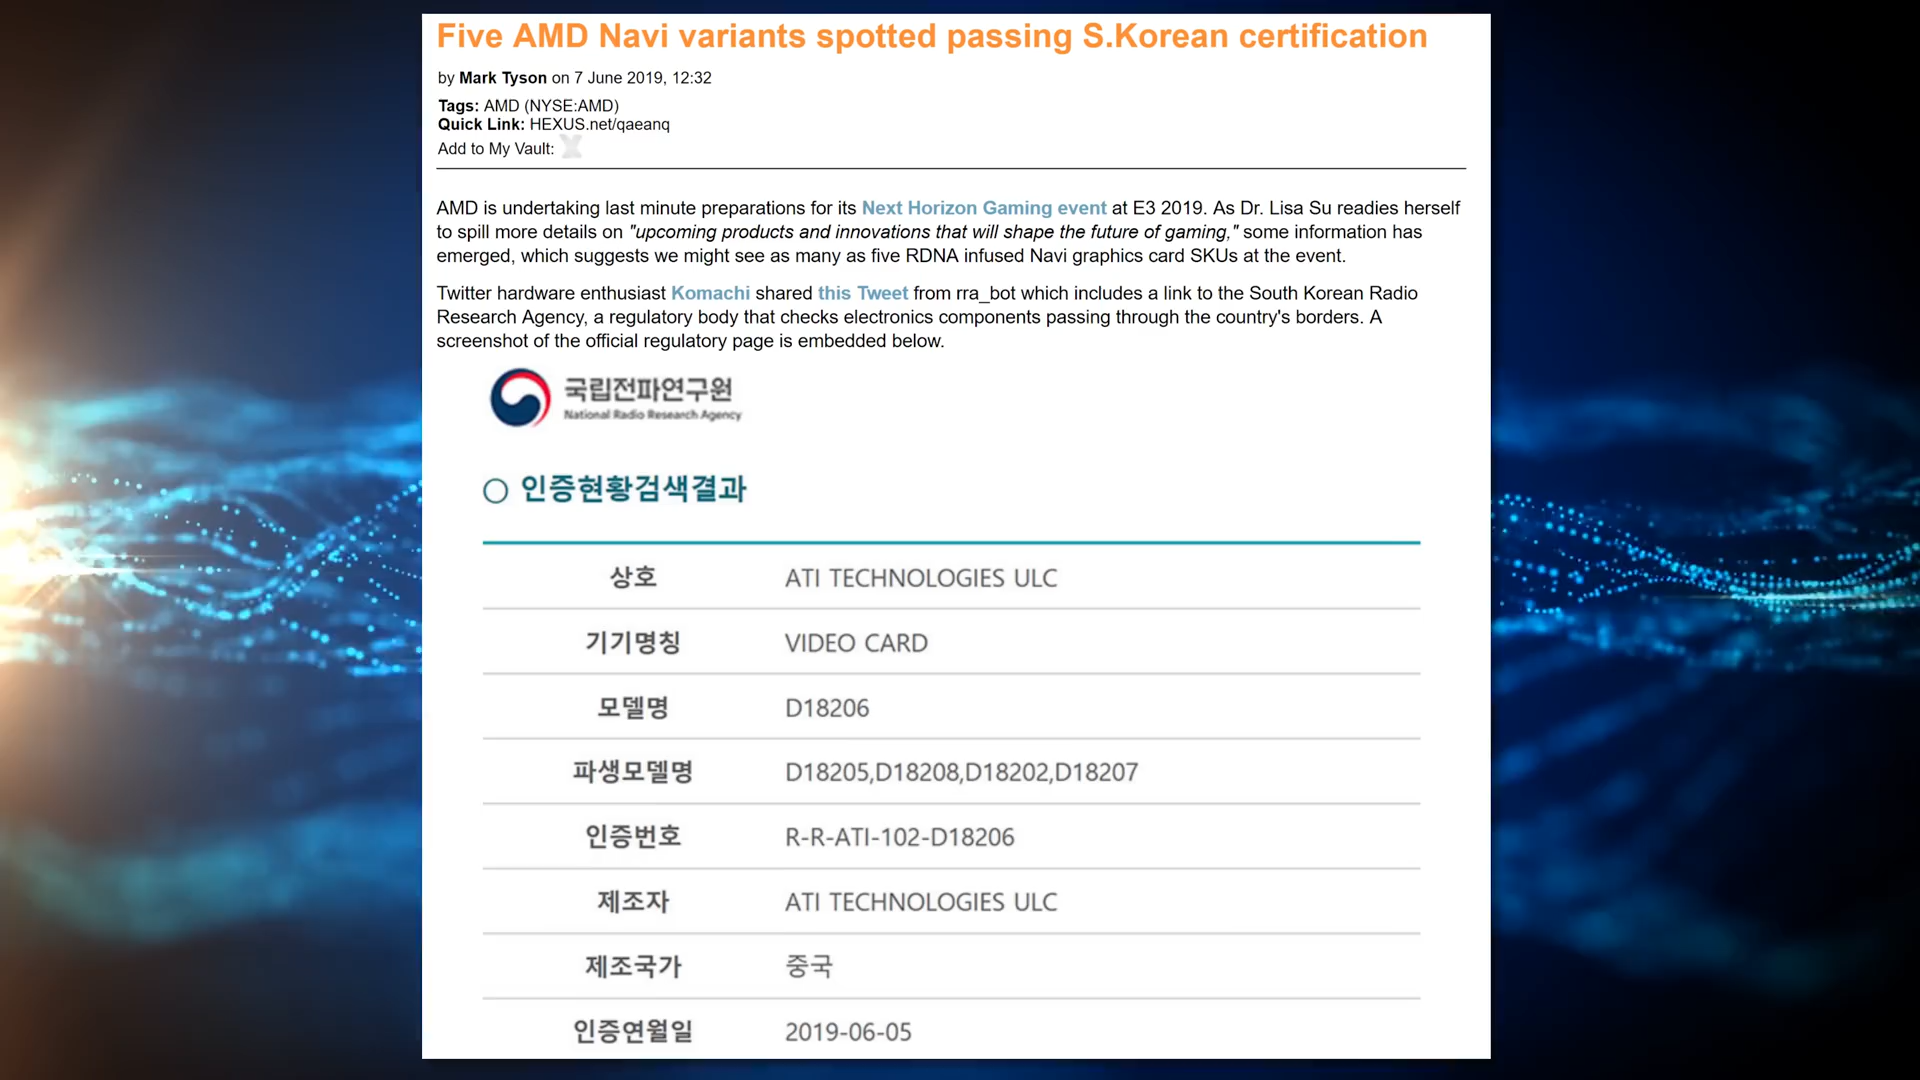 Five AMD Navi variants spotted passing S.Korean certification
by Mark Tyson on 7 June 2019, 12:32
Tags: AMD (NYSE:AMD)
Quick Link: HEXUS.net/qaeanq
Add to My Vault:
AMD is undertaking last minute preparations for its Next Horizon Gaming event at E3 2019. As Dr. Lisa Su readies herself
to spill more details on "upcoming products and innovations that will shape the future of gaming," some information has
emerged, which suggests we might see as many as five RDNA infused Navi graphics card SKUs at the event.
Twitter hardware enthusiast Komachi shared this Tweet from rra_bot which includes a link to the South Korean Radio
Research Agency, a regulatory body that checks electronics components passing through the country's borders. A
screenshot of the official regulatory page is embedded below.
국립전파연구원
National Radio Research Agency
인증현황검색결과
상호 ATI TECHNOLOGIES ULC
기기명칭 VIDEO CARD
모델명 D18206
파생모델명 D18205,D18208,D18202,D18207
인증번호 R-R-ATI-102-D18206
제조자 ATI TECHNOLOGIES ULC
제조국가 중국
인증연월일 2019-06-05